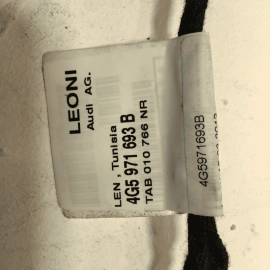 LEONI
Audi AG.
LEN , Tunisia
4G5 971 693 B
TAB 010 766 NR
4G5971693B